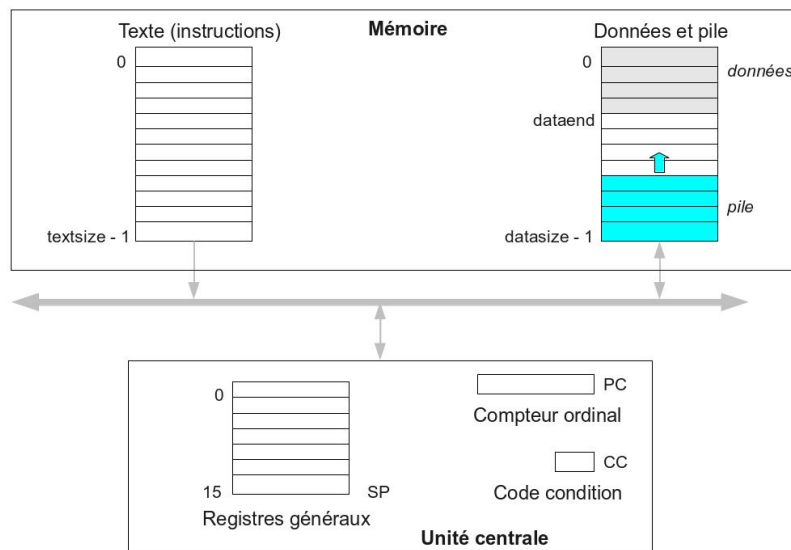 Mémoire
Texte (instructions)
Données et pile
0
0
données
dataend
pile
textsize - 1
datasize - 1
0
PC
Compteur ordinal
CC
15
SP
Code condition
Registres généraux
Unité centrale